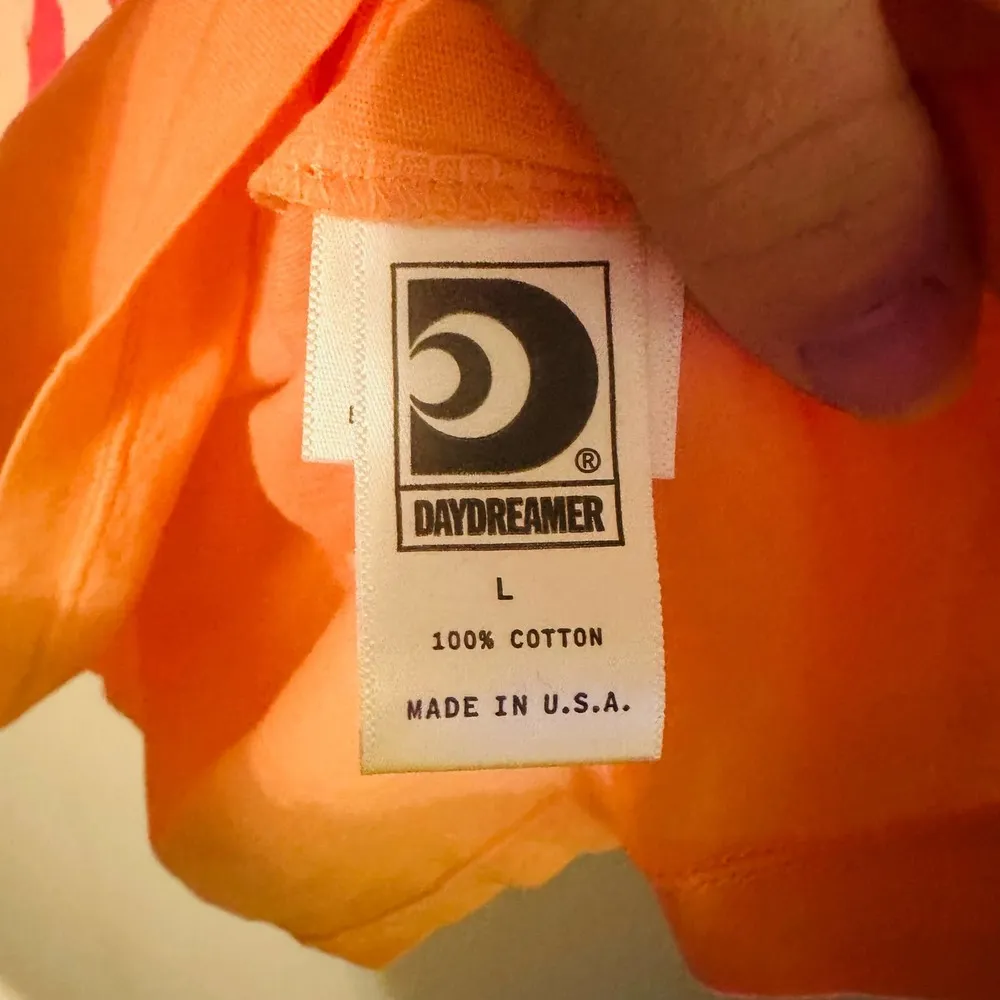 ®
DAYDREAMER
L
100% COTTON
MADE IN U.S.A.